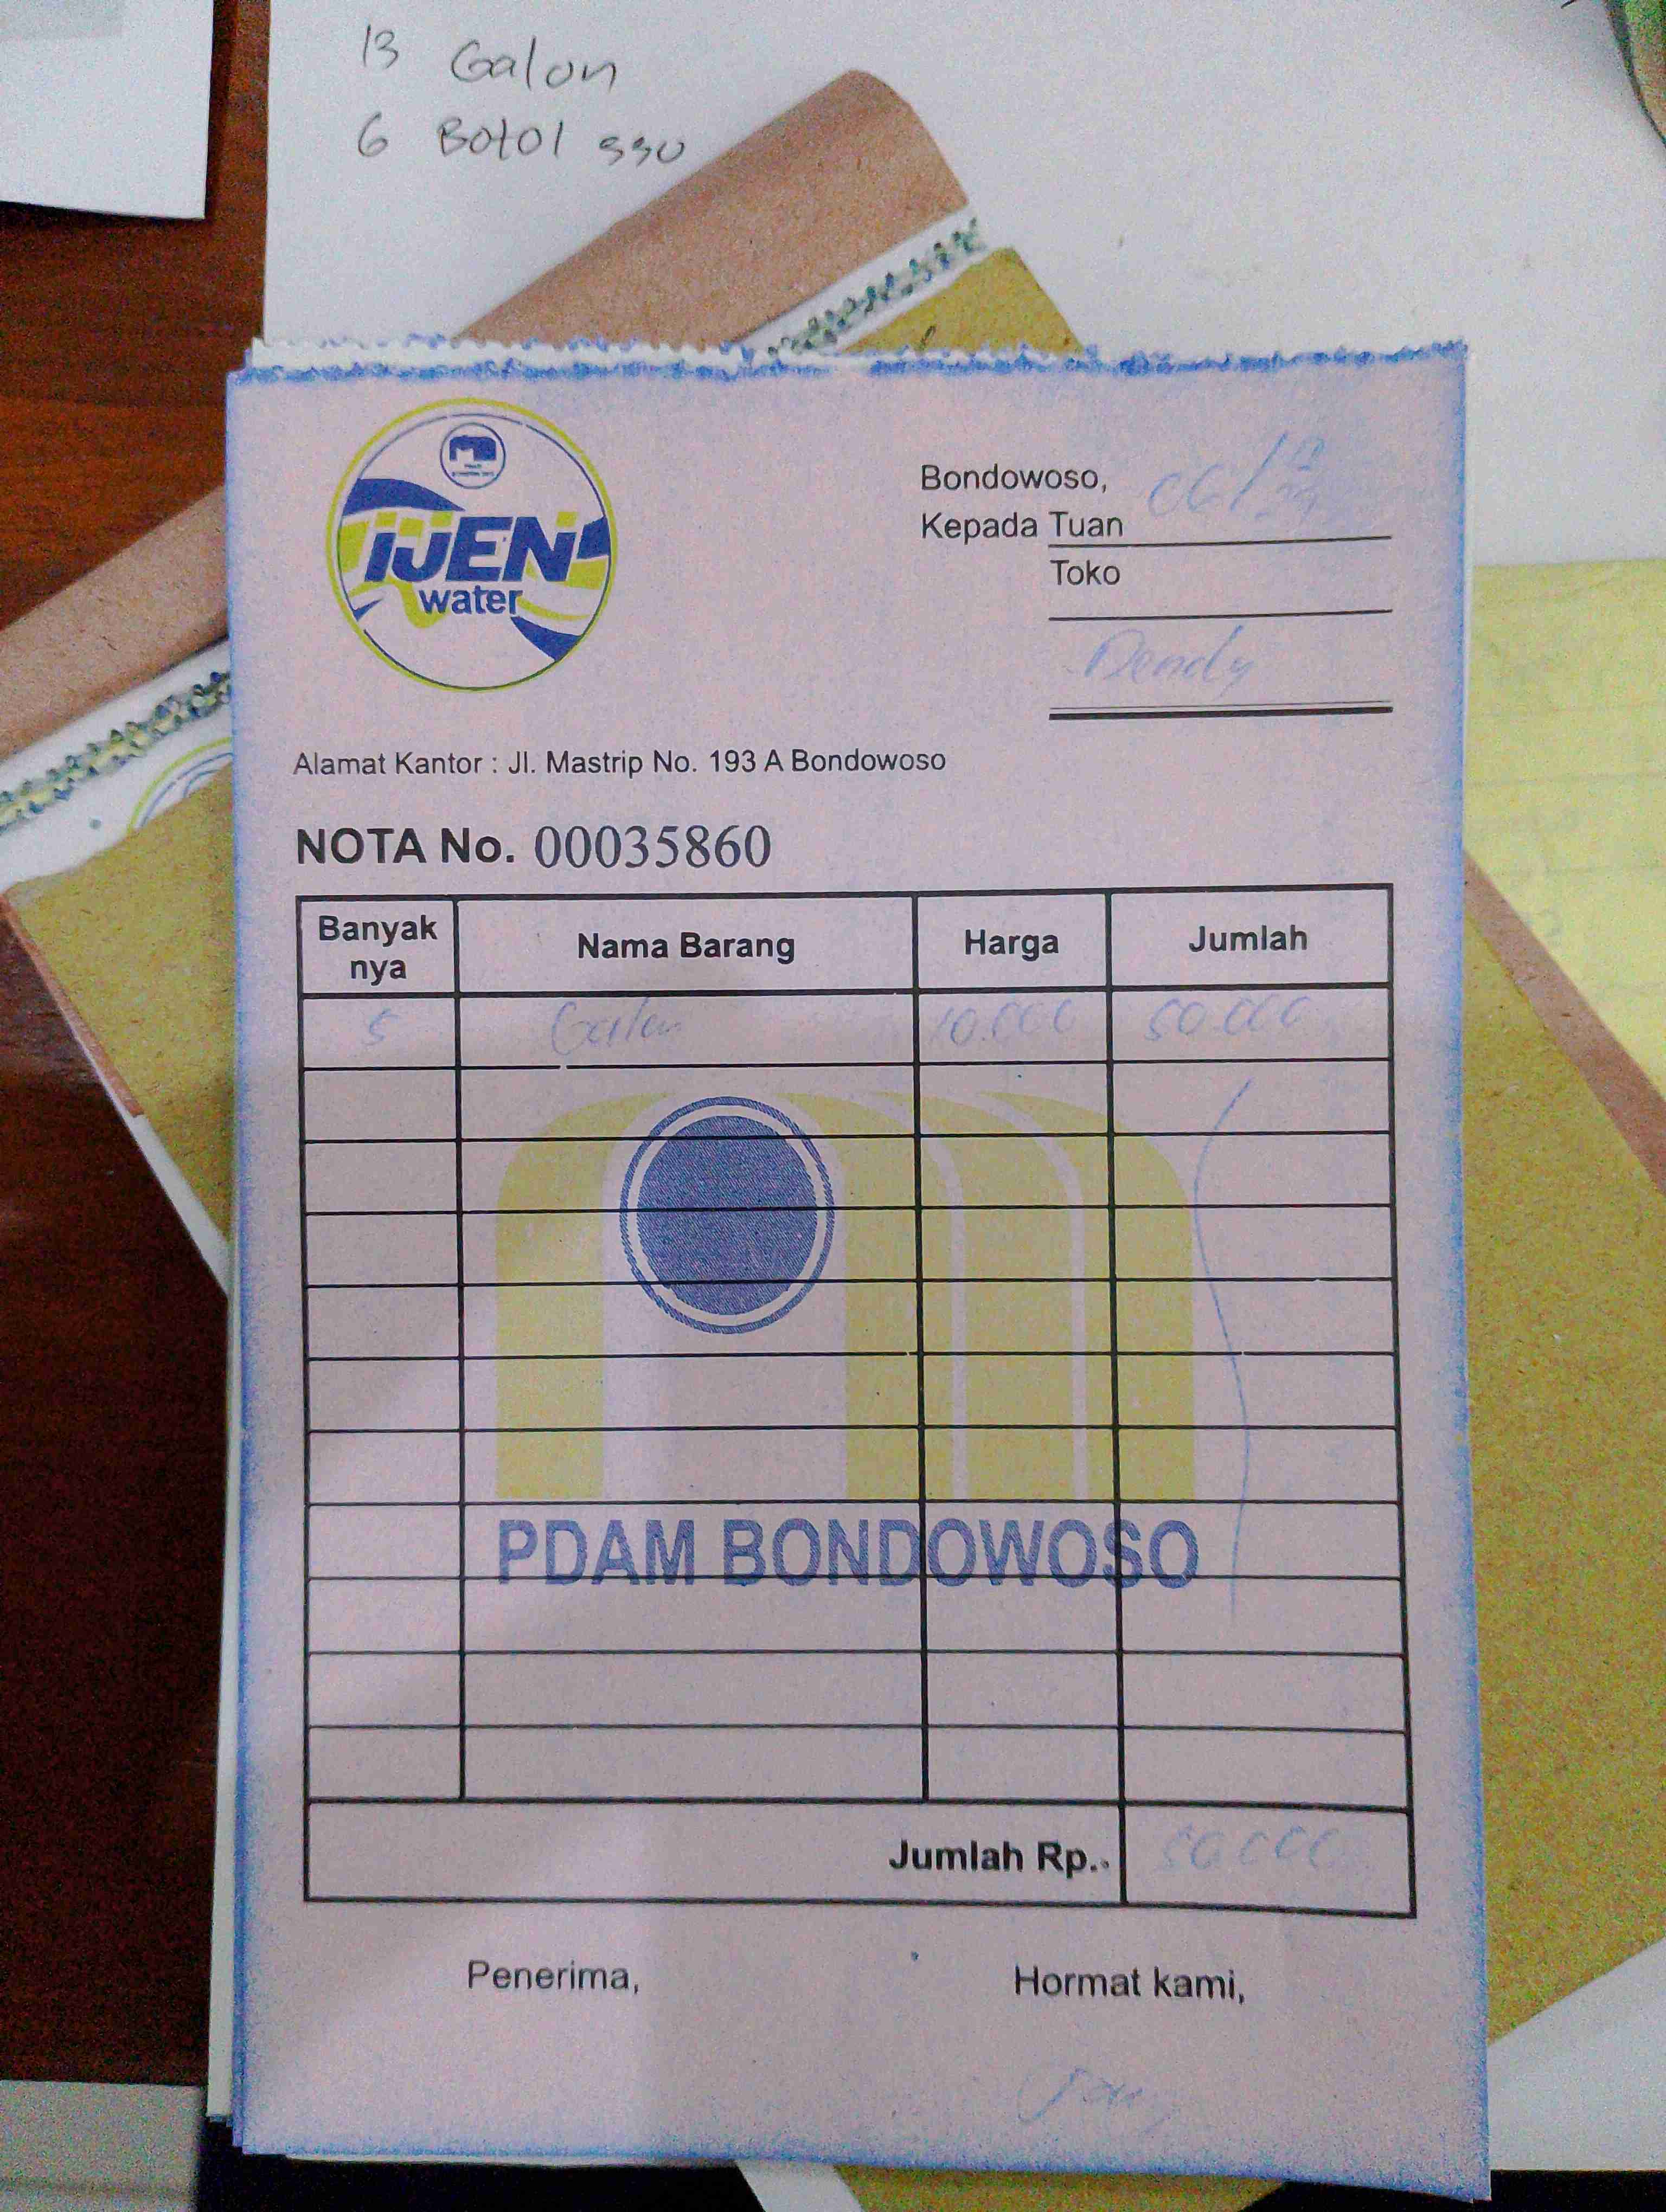 13 Galon
6 Botol 330
IJEN
water
Bondowoso, 06/12
Kepada Tuan
Toko
Dendy
Alamat Kantor : Jl. Mastrip No. 193 A Bondowoso
NOTA No. 00035860
Banyak nya Nama Barang Harga Jumlah
5 Galon 10.000 50.000
PDAM BONDOWOSO
Jumlah Rp.. 50.000
Penerima, Hormat kami,